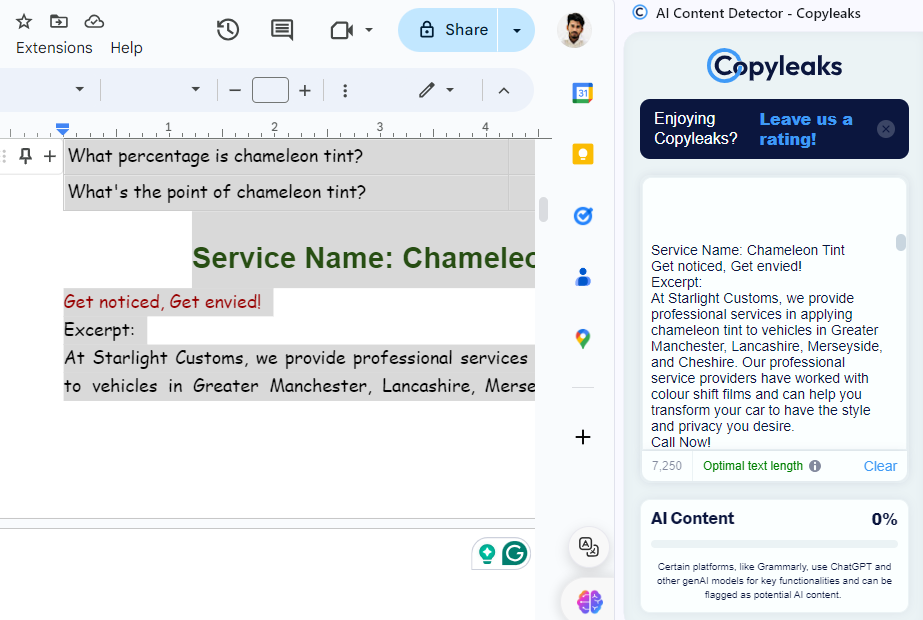 Extensions Help
Share
1 2 3 4
What percentage is chameleon tint?
What's the point of chameleon tint?
Service Name: Chameleo
Get noticed, Get envied!
Excerpt:
At Starlight Customs, we provide professional services
to vehicles in Greater Manchester, Lancashire, Merse
31
G
AI Content Detector - Copyleaks
Copyleaks
Enjoying
Copyleaks?
Leave us a
rating!
Service Name: Chameleon Tint
Get noticed, Get envied!
Excerpt:
At Starlight Customs, we provide
professional services in applying
chameleon tint to vehicles in Greater
Manchester, Lancashire, Merseyside,
and Cheshire. Our professional
service providers have worked with
colour shift films and can help you
transform your car to have the style
and privacy you desire.
Call Now!
7,250 Optimal text length Clear
AI Content 0%
Certain platforms, like Grammarly, use ChatGPT and
other genAI models for key functionalities and can be
flagged as potential AI content.